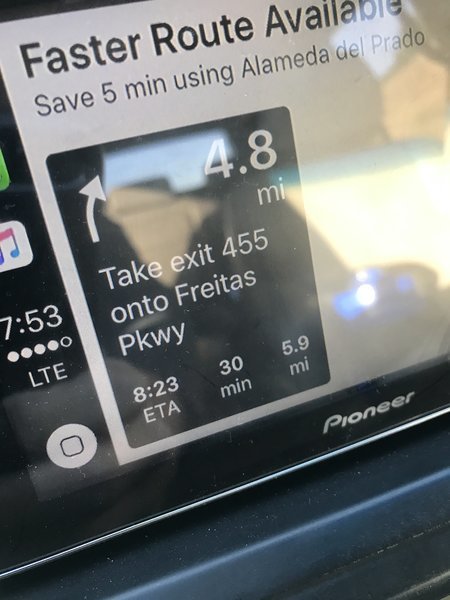 Faster Route Available
Save 5 min using Alameda del Prado
4.8
mi
Take exit 455
onto Freitas
Pkwy
7:53
LTE
8:23 30 5.9
ETA min mi
Pioneer